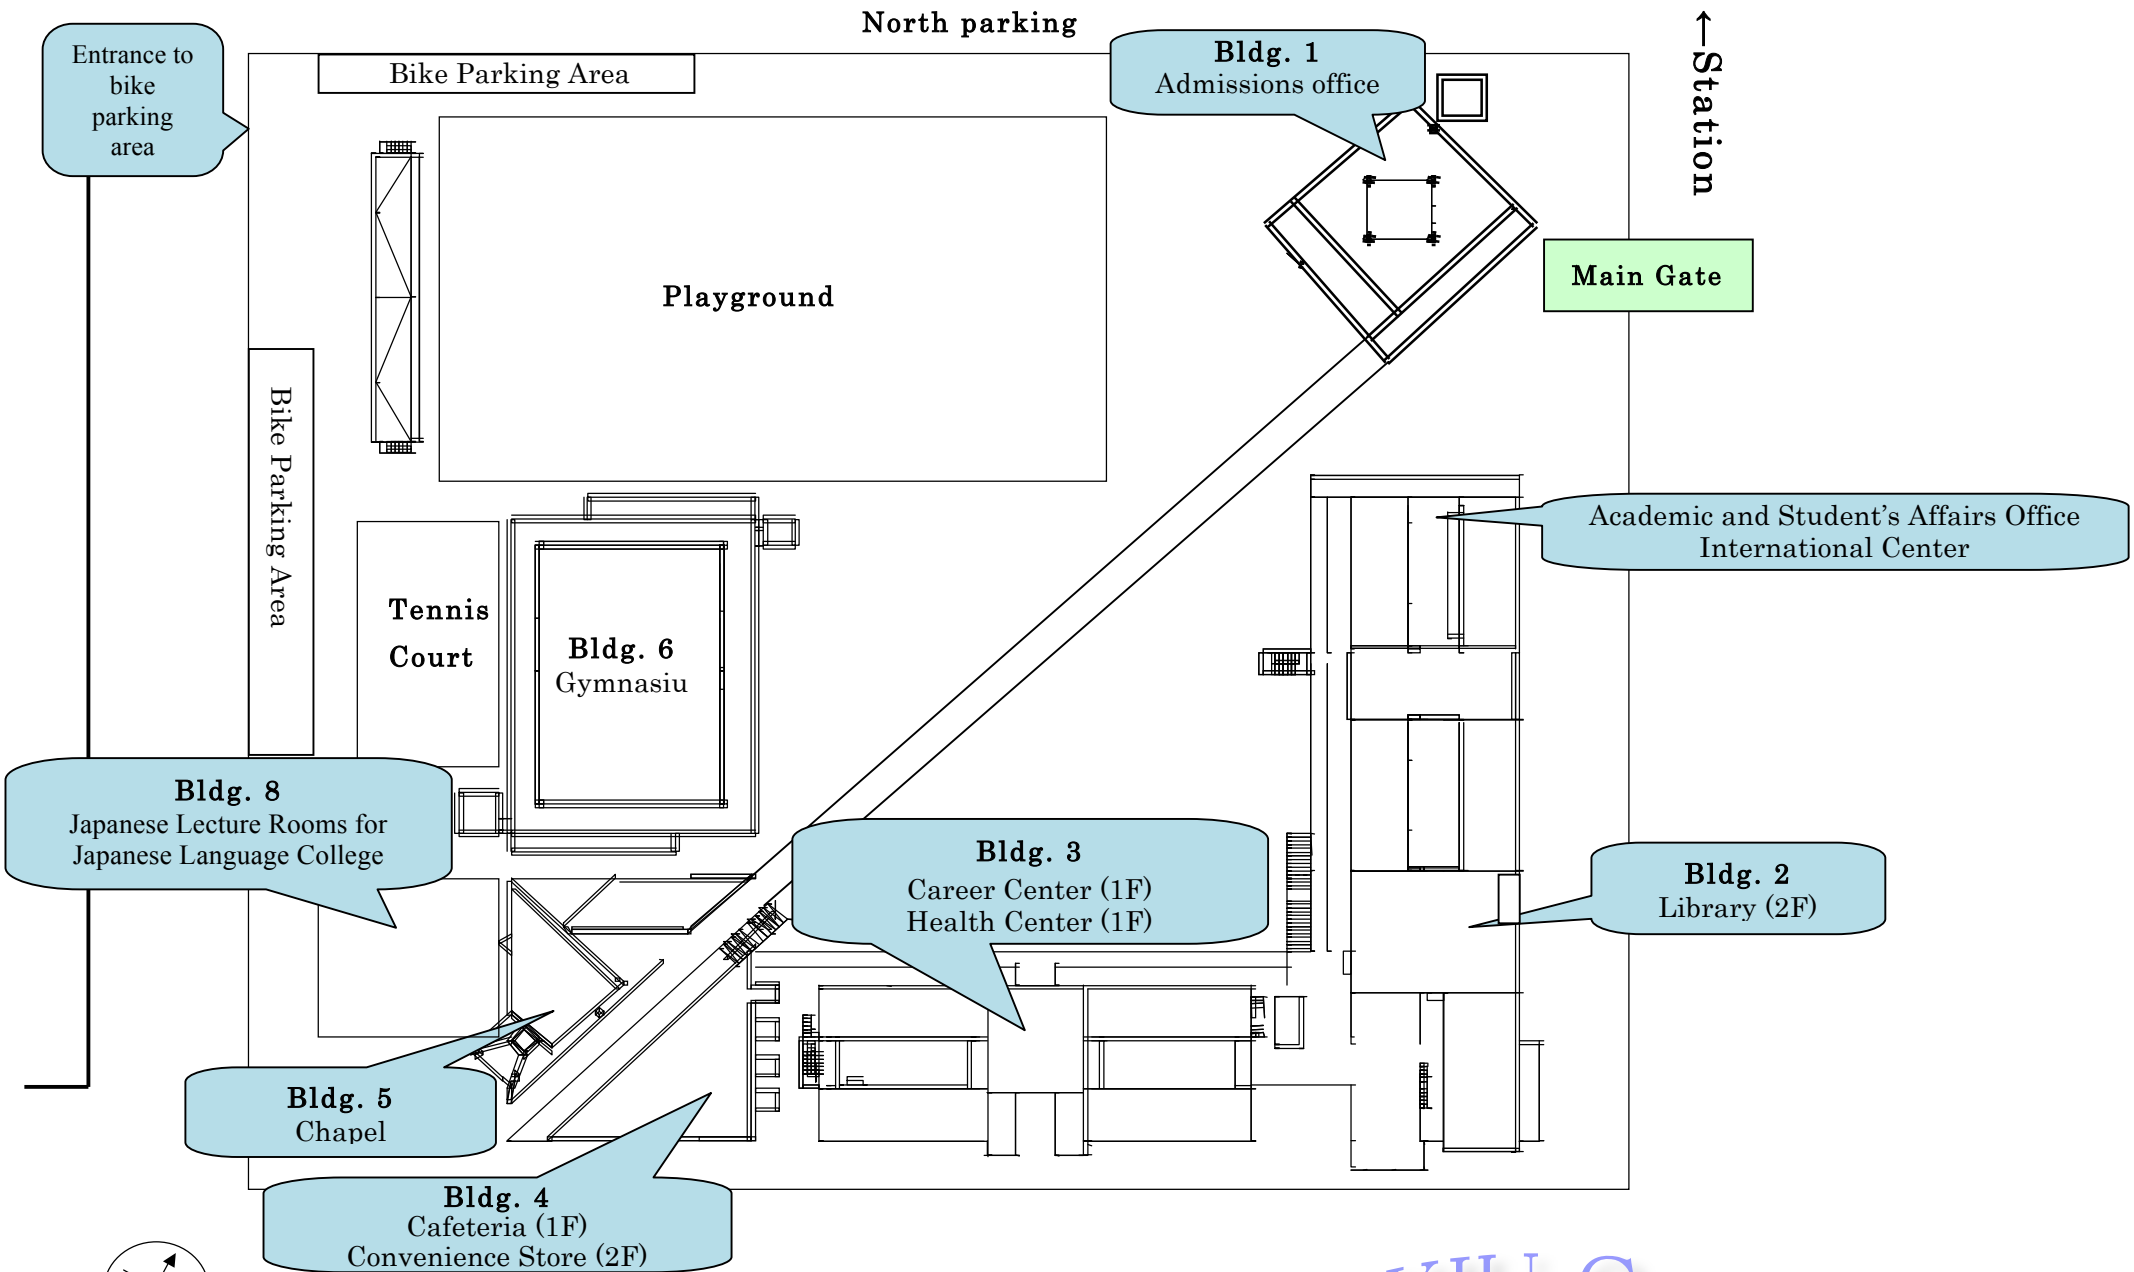 North parking
←Station
Entrance to
bike
parking
area
Bike Parking Area
Bldg. 1
Admissions office
Main Gate
Playground
Bike Parking Area
Academic and Student's Affairs Office
International Center
Tennis
Court
Bldg. 6
Gymnasiu
Bldg. 8
Japanese Lecture Rooms for
Japanese Language College
Bldg. 3
Career Center (1F)
Health Center (1F)
Bldg. 2
Library (2F)
Bldg. 5
Chapel
Bldg. 4
Cafeteria (1F)
Convenience Store (2F)